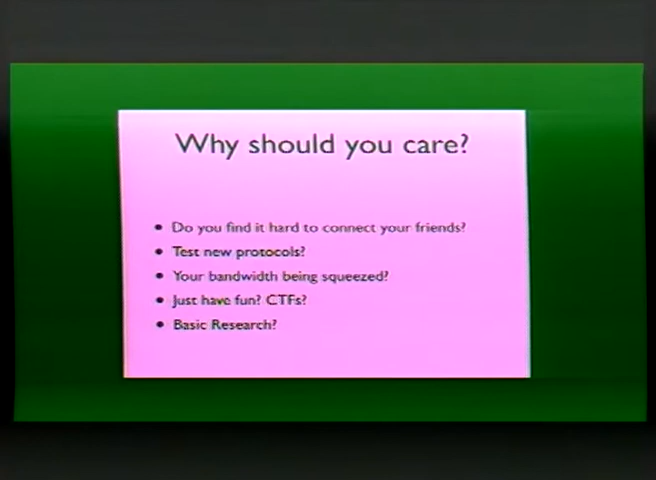 Why should you care?
• Do you find it hard to connect your friends?
• Test new protocols?
• Your bandwidth being squeezed?
• Just have fun? CTFs?
• Basic Research?